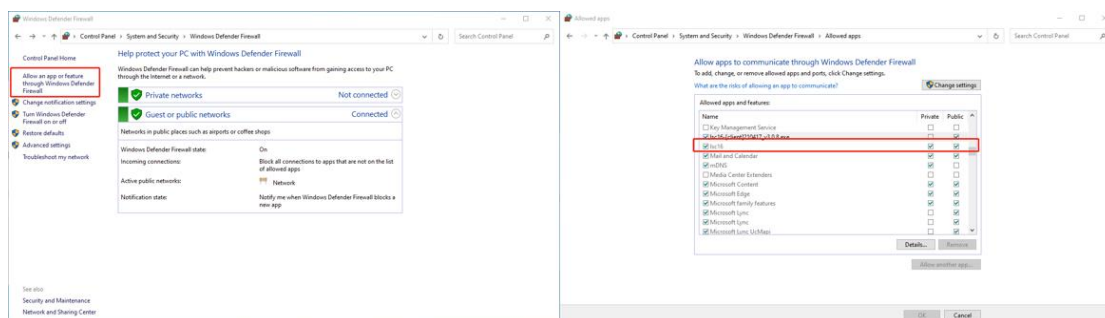 Windows Defender Firewall
Control Panel > System and Security > Windows Defender Firewall
Search Control Panel
Control Panel Home
Allow an app or feature
through Windows Defender
Firewall
Change notification settings
Turn Windows Defender
Firewall on or off
Restore defaults
Advanced settings
Troubleshoot my network
See also
Security and Maintenance
Network and Sharing Center
Help protect your PC with Windows Defender Firewall
Windows Defender Firewall can help prevent hackers or malicious software from gaining access to your PC
through the Internet or a network.
Private networks Not connected
Guest or public networks Connected
Networks in public places such as airports or coffee shops
Windows Defender Firewall state: On
Incoming connections: Block all connections to apps that are not on the list
of allowed apps
Active public networks: Network
Notification state: Notify me when Windows Defender Firewall blocks a
new app
Allowed apps
Control Panel > System and Security > Windows Defender Firewall > Allowed apps
Search Control Panel
Allow apps to communicate through Windows Defender Firewall
To add, change, or remove allowed apps and ports, click Change settings.
What are the risks of allowing an app to communicate?
Change settings
Allowed apps and features:
Name Private Public
Key Management Service
lsc16
Mail and Calendar
mDNS
Media Center Extenders
Microsoft Content
Microsoft Edge
Microsoft family features
Microsoft Lync
Microsoft Lync
Microsoft Lync UcMapi
Details... Remove
Allow another app...
OK Cancel